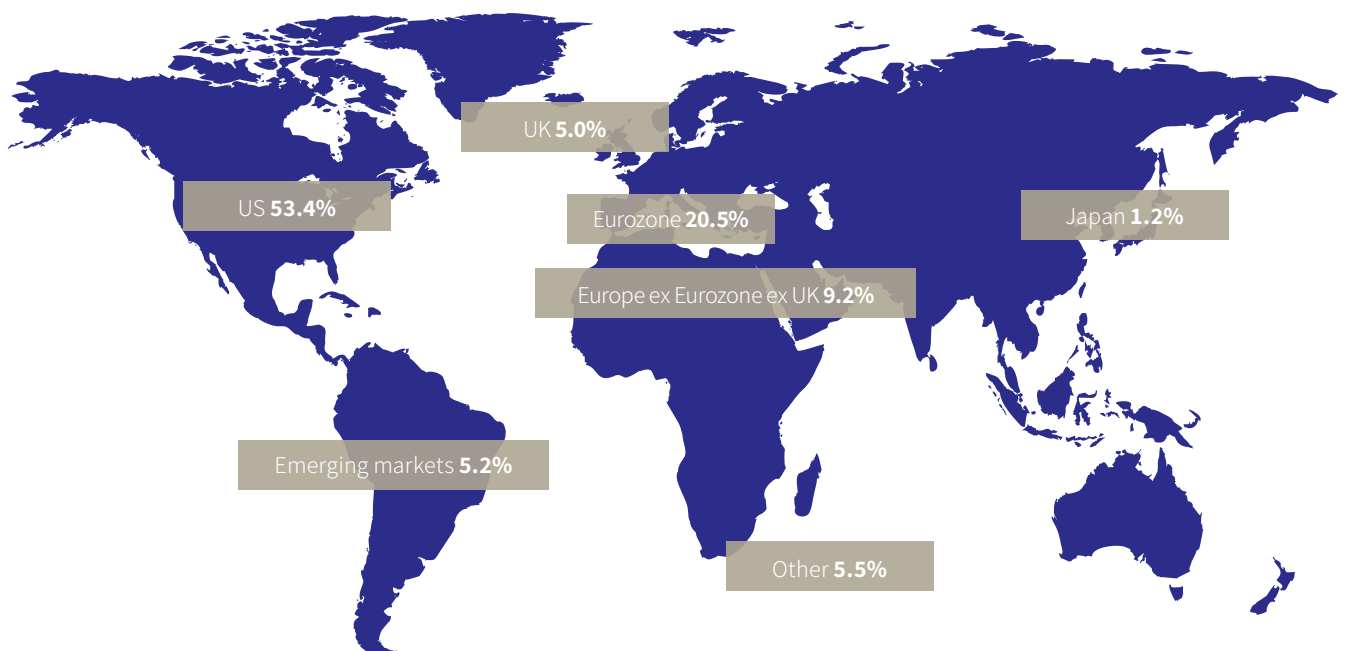 UK 5.0%
US 53.4%
Eurozone 20.5%
Japan 1.2%
Europe ex Eurozone ex UK 9.2%
Emerging markets 5.2%
Other 5.5%